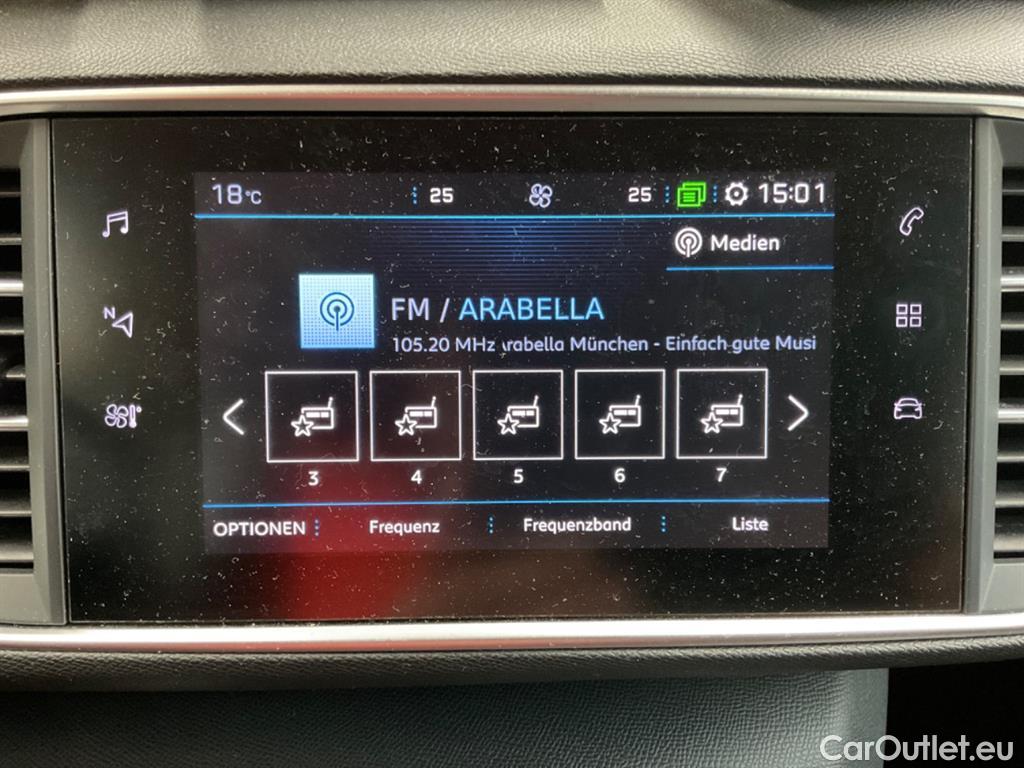 18°C 25 25 15:01
Medien
FM / ARABELLA
105.20 MHz rabella München - Einfach gute Musi
N
3 4 5 6 7
OPTIONEN Frequenz Frequenzband Liste
CarOutlet.eu